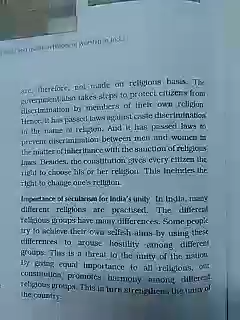 are, therefore, not made on religious basis. The
government also takes steps to protect citizens from
discrimination by members of their own religion.
Hence, it has passed laws against caste discrimination
in the name of religion. And it has passed laws to
prevent discrimination between men and women in
the matter of inheritance with the sanction of religious
laws. Besides, the constitution gives every citizen the
right to choose his or her religion. This includes the
right to change one's religion.
Importance of secularism for India's unity In India, many
different religions are practised. The different
religious groups have many differences. Some people
try to achieve their own selfish aims by using these
differences to arouse hostility among different
groups. This is a threat to the unity of the nation.
By giving equal importance to all religions, our
constitution promotes harmony among different
religious groups. This in turn strengthens the unity of
the country.